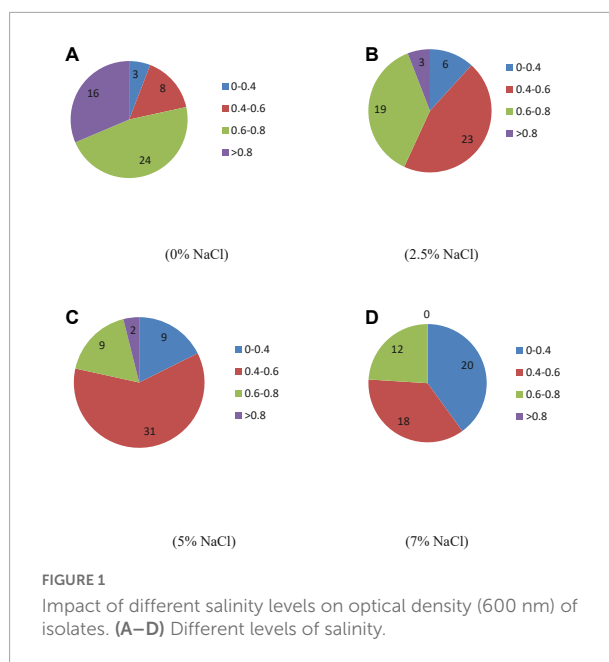 A
3
8
24
16
0-0.4
0.4-0.6
0.6-0.8
>0.8
(0% NaCl)
B
3
6
23
19
0-0.4
0.4-0.6
0.6-0.8
>0.8
(2.5% NaCl)
C
2
9
31
9
0-0.4
0.4-0.6
0.6-0.8
>0.8
(5% NaCl)
D
0
20
18
12
0-0.4
0.4-0.6
0.6-0.8
>0.8
(7% NaCl)
FIGURE 1
Impact of different salinity levels on optical density (600 nm) of
isolates. (A–D) Different levels of salinity.